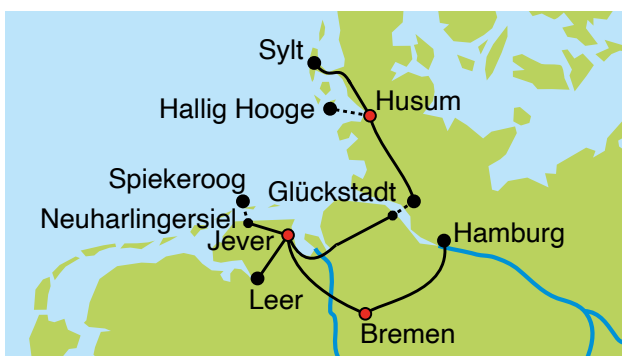 Sylt
Hallig Hooge
Husum
Spiekeroog
Glückstadt
Neuharlingersiel
Jever
Hamburg
Leer
Bremen